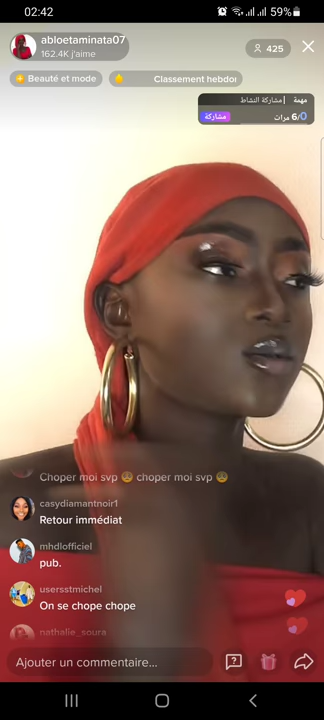 02:42
59%
abloetaminata07
162.4K j'aime
425
Beauté et mode
Classement hebdo
مهمة | مشاركة النشاط
6/0 مرات
مشاركة
Choper moi svp 😩 choper moi svp 😩
casydiamantnoir1
Retour immédiat
mhdlofficiel
pub.
usersstmichel
On se chope chope
nathalie_soura
Ajouter un commentaire...